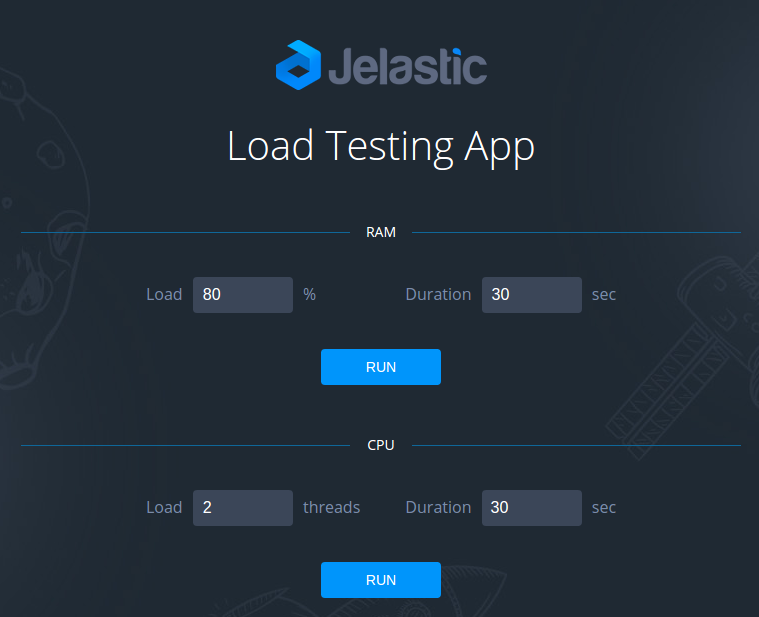 Jelastic
Load Testing App
RAM
Load 80 % Duration 30 sec
RUN
CPU
Load 2 threads Duration 30 sec
RUN